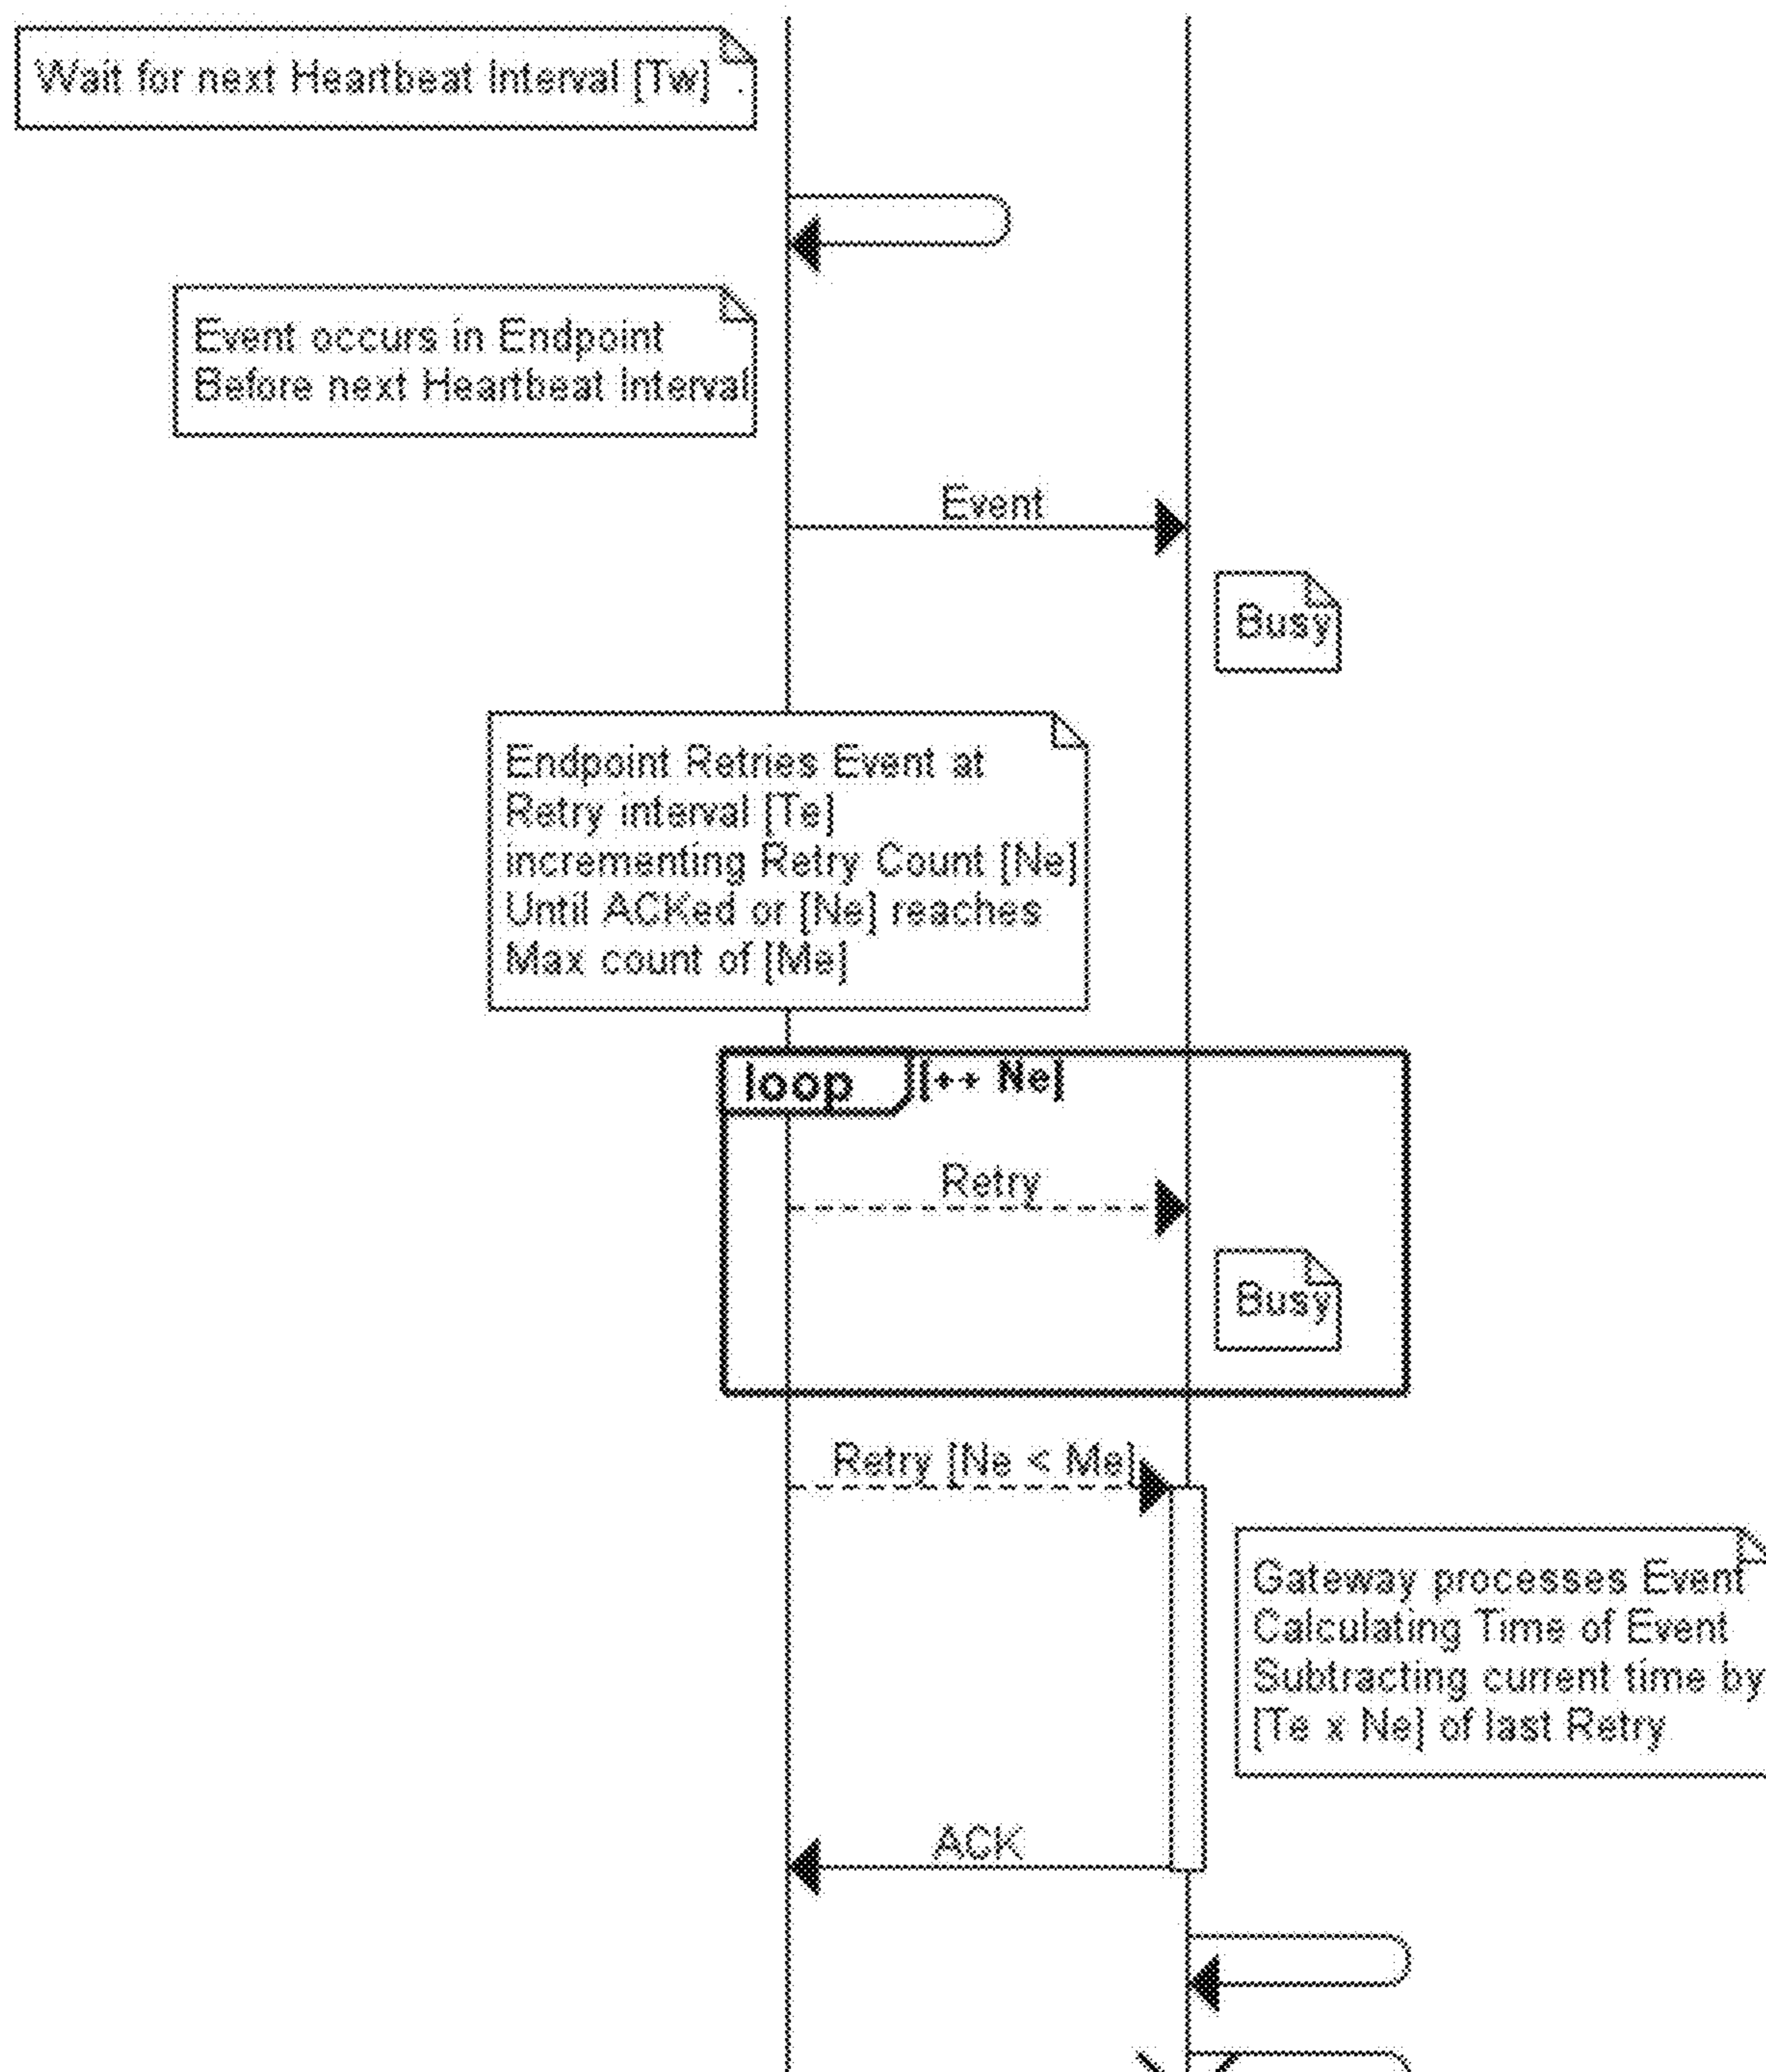 Wait for next Heartbeat Interval [Tw]
Event occurs in Endpoint
Before next Heartbeat Interval
Event
Busy
Endpoint Retries Event at
Retry interval [Te]
incrementing Retry Count [Ne]
Until ACKed or [Ne] reaches
Max count of [Me]
loop [++ Ne]
Retry
Busy
Retry [Ne < Me]
Gateway processes Event
Calculating Time of Event
Subtracting current time by
[Te x Ne] of last Retry
ACK